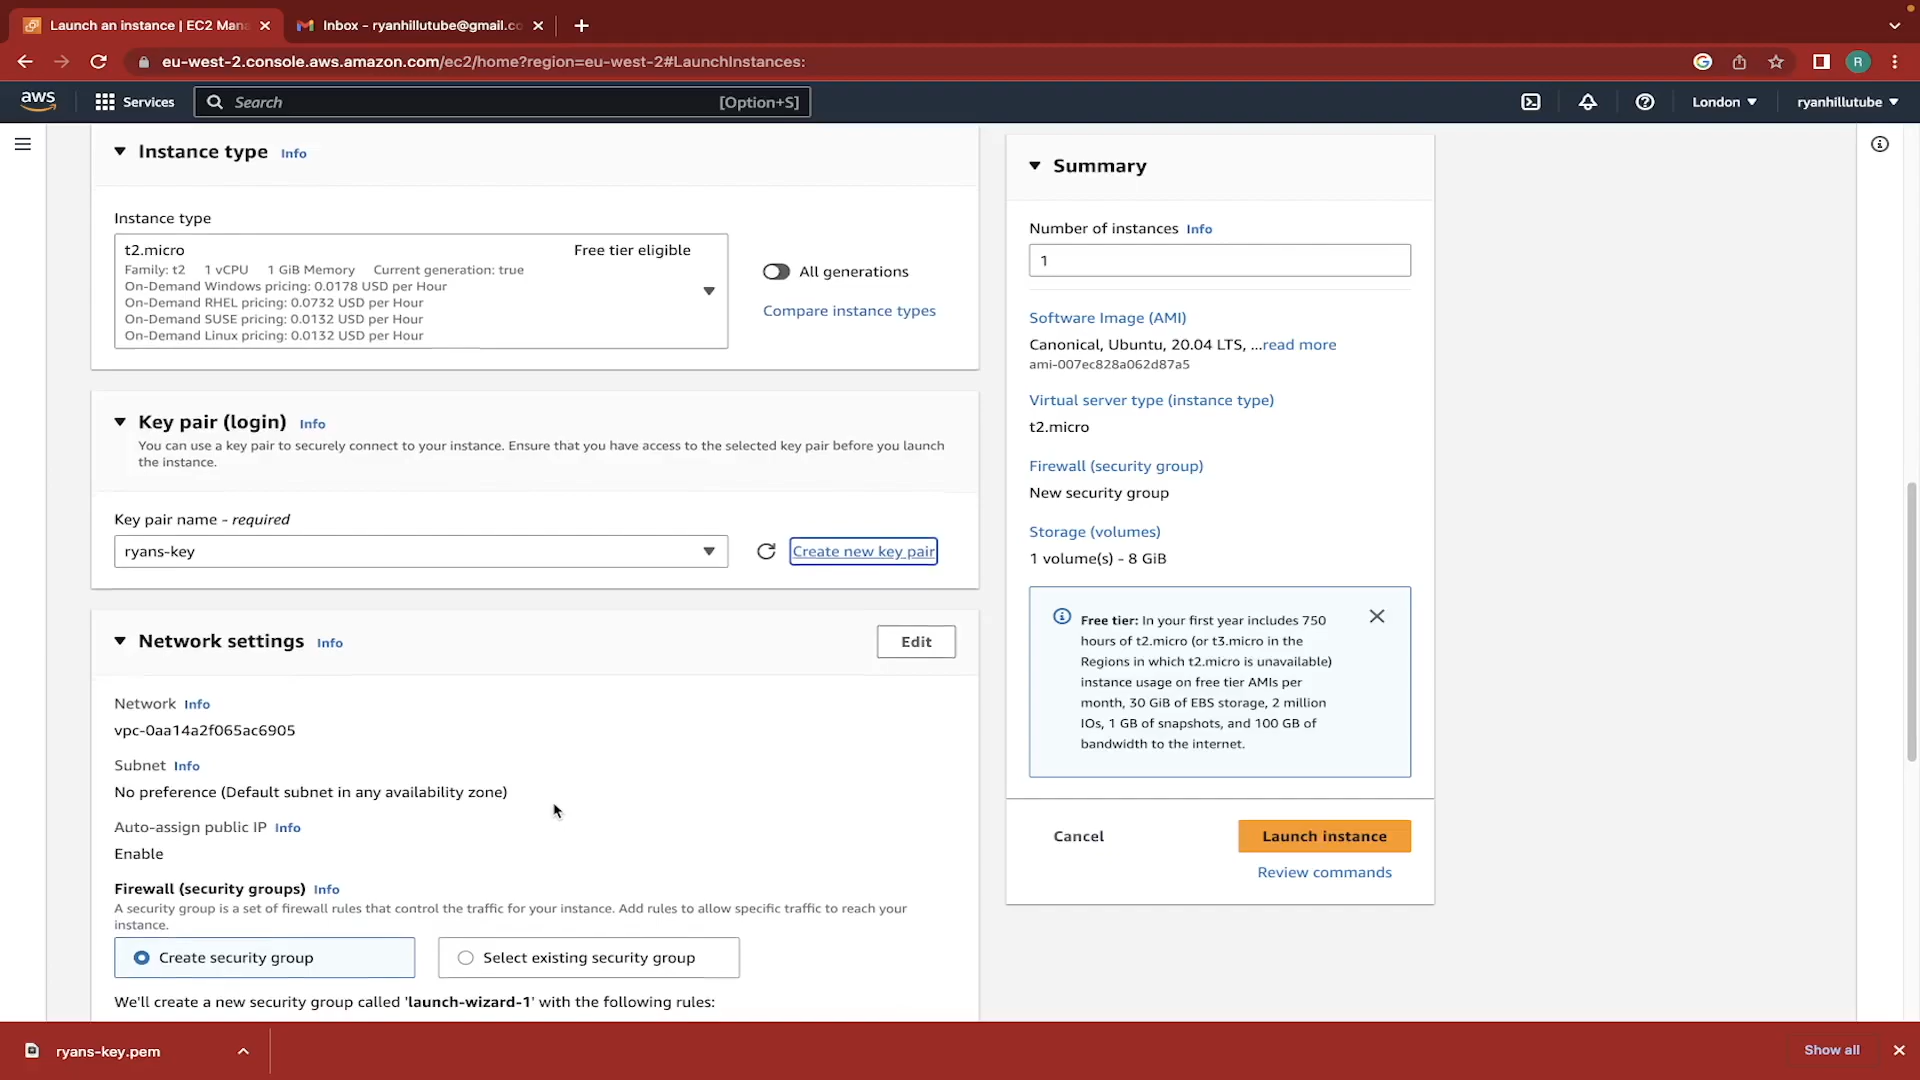 Launch an instance | EC2 Mana
Inbox - ryanhillutube@gmail.co
eu-west-2.console.aws.amazon.com/ec2/home?region=eu-west-2#LaunchInstances:
G
R
aws
Services
Search
[Option+S]
London
ryanhillutube
Instance type Info
Instance type
t2.micro
Free tier eligible
Family: t2 1 vCPU 1 GiB Memory Current generation: true
On-Demand Windows pricing: 0.0178 USD per Hour
On-Demand RHEL pricing: 0.0732 USD per Hour
On-Demand SUSE pricing: 0.0132 USD per Hour
On-Demand Linux pricing: 0.0132 USD per Hour
All generations
Compare instance types
Key pair (login) Info
You can use a key pair to securely connect to your instance. Ensure that you have access to the selected key pair before you launch
the instance.
Key pair name - required
ryans-key
Create new key pair
Network settings Info
Edit
Network Info
vpc-0aa14a2f065ac6905
Subnet Info
No preference (Default subnet in any availability zone)
Auto-assign public IP Info
Enable
Firewall (security groups) Info
A security group is a set of firewall rules that control the traffic for your instance. Add rules to allow specific traffic to reach your
instance.
Create security group
Select existing security group
We'll create a new security group called 'launch-wizard-1' with the following rules:
Summary
Number of instances Info
1
Software Image (AMI)
Canonical, Ubuntu, 20.04 LTS, ...read more
ami-007ec828a062d87a5
Virtual server type (instance type)
t2.micro
Firewall (security group)
New security group
Storage (volumes)
1 volume(s) - 8 GiB
Free tier: In your first year includes 750
hours of t2.micro (or t3.micro in the
Regions in which t2.micro is unavailable)
instance usage on free tier AMIs per
month, 30 GiB of EBS storage, 2 million
IOs, 1 GB of snapshots, and 100 GB of
bandwidth to the internet.
Cancel
Launch instance
Review commands
ryans-key.pem
Show all